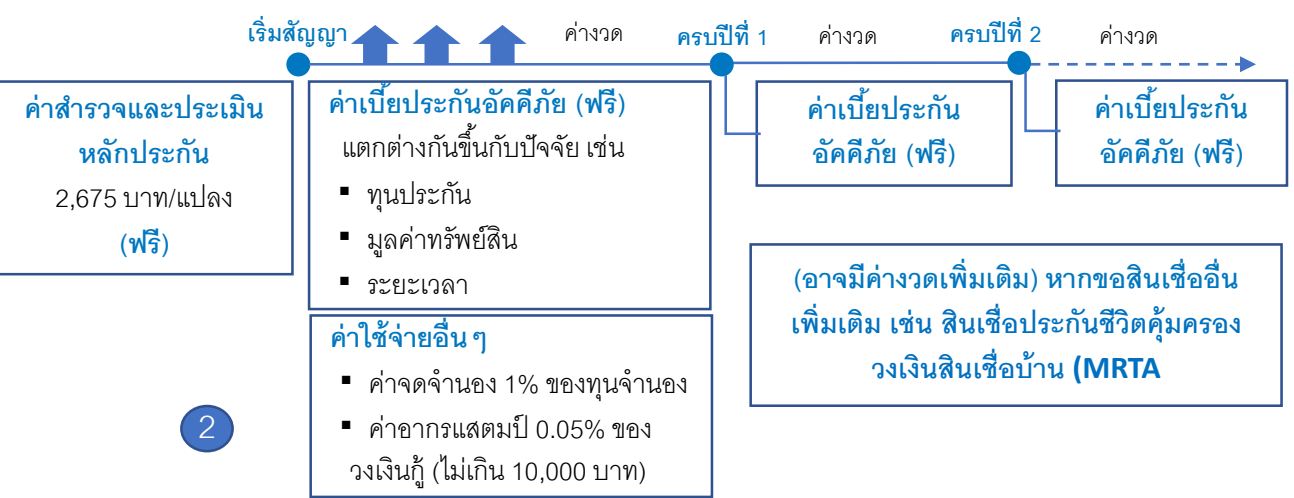 เริ่มสัญญา
ค่างวด
ครบปีที่ 1
ค่างวด
ครบปีที่ 2
ค่างวด
ค่าสำรวจและประเมิน
หลักประกัน
2,675 บาท/แปลง
(ฟรี)
ค่าเบี้ยประกันอัคคีภัย (ฟรี)
แตกต่างกันขึ้นกับปัจจัย เช่น
▪ ทุนประกัน
▪ มูลค่าทรัพย์สิน
▪ ระยะเวลา
ค่าเบี้ยประกัน
อัคคีภัย (ฟรี)
ค่าเบี้ยประกัน
อัคคีภัย (ฟรี)
ค่าใช้จ่ายอื่น ๆ
▪ ค่าจดจำนอง 1% ของทุนจำนอง
▪ ค่าอากรแสตมป์ 0.05% ของ
วงเงินกู้ (ไม่เกิน 10,000 บาท)
(อาจมีค่างวดเพิ่มเติม) หากขอสินเชื่ออื่น
เพิ่มเติม เช่น สินเชื่อประกันชีวิตคุ้มครอง
วงเงินสินเชื่อบ้าน (MRTA
2